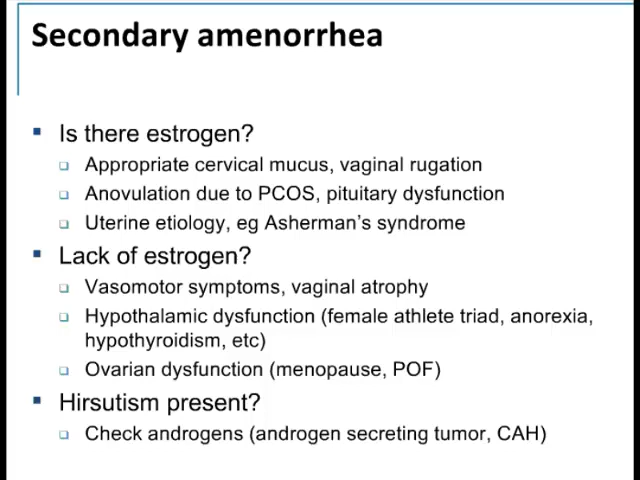 Secondary amenorrhea
Is there estrogen?
Appropriate cervical mucus, vaginal rugation
Anovulation due to PCOS, pituitary dysfunction
Uterine etiology, eg Asherman's syndrome
Lack of estrogen?
Vasomotor symptoms, vaginal atrophy
Hypothalamic dysfunction (female athlete triad, anorexia,
hypothyroidism, etc)
Ovarian dysfunction (menopause, POF)
Hirsutism present?
Check androgens (androgen secreting tumor, CAH)